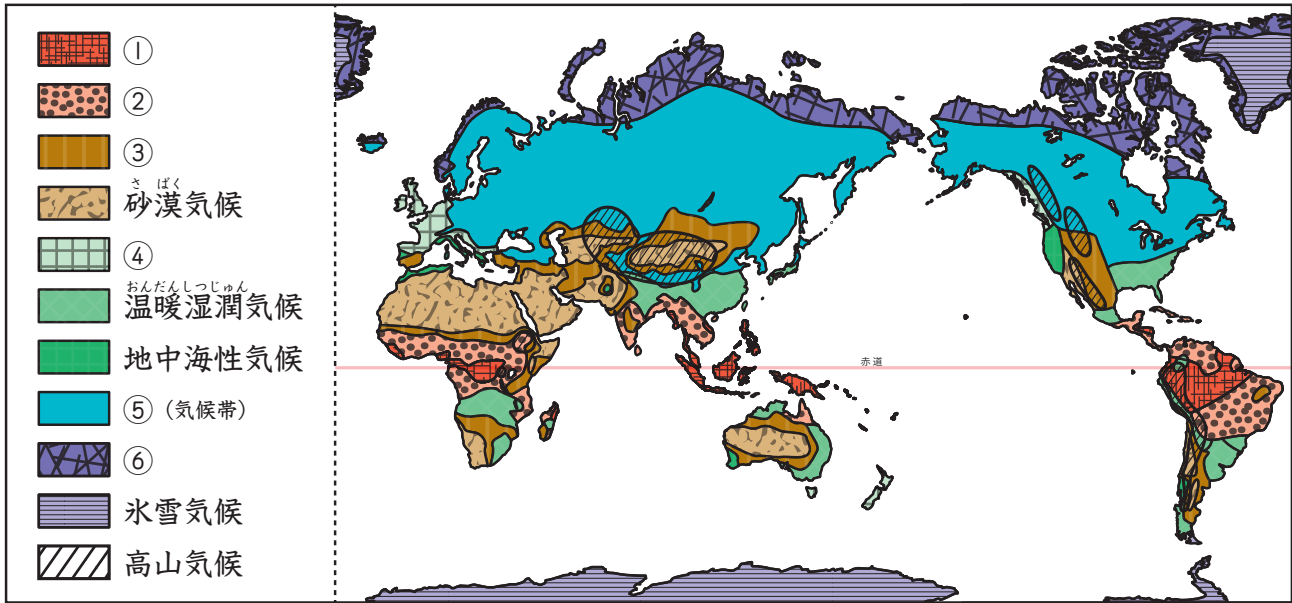 ①
②
③
さばく
砂漠気候
④
おんだんしつじゅん
温暖湿潤気候
地中海性気候
⑤(気候帯)
⑥
氷雪気候
高山気候
赤道